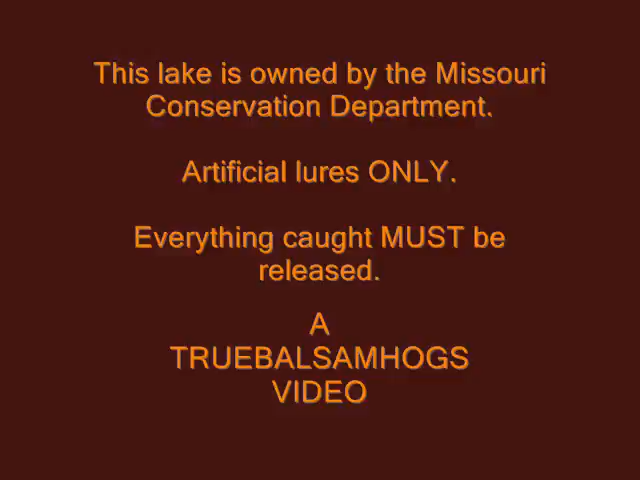 This lake is owned by the Missouri
Conservation Department.
Artificial lures ONLY.
Everything caught MUST be
released.
A
TRUEBALSAMHOGS
VIDEO